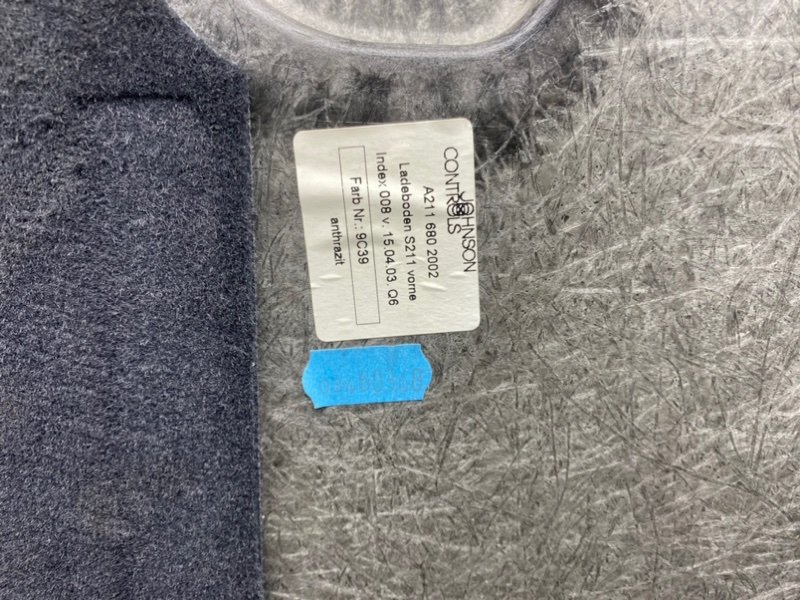 JOHNSON
CONTROLS
A211 680 2002
Ladeboden S211 vorne
Index 008 v. 15.04.03. Q6
Farb Nr.: 9C39
anthrazit